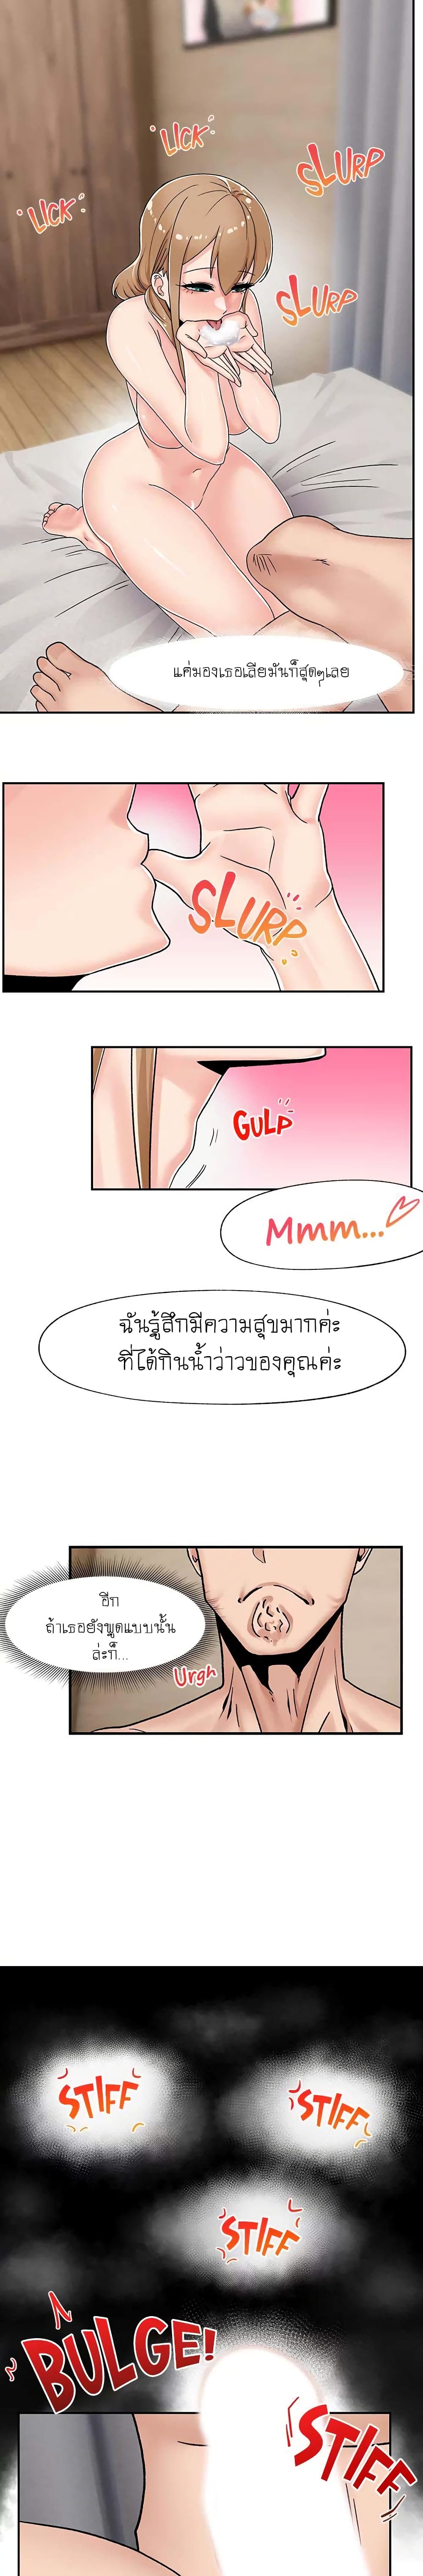 LICK
LICK
SLURP
SLURP
แค่มองเธอเสียมันก็สุดๆเลย
SLURP
GULP
Mmm...
ฉันรู้สึกมีความสุขมากค่ะ
ที่ได้กินน้ำว่าวของคุณค่ะ
อีก
ถ้าเธอยังพูดแบบนั้น
ล่ะก็...
Urgh
STIFF
STIFF
STIFF
BULGE!
STIFF